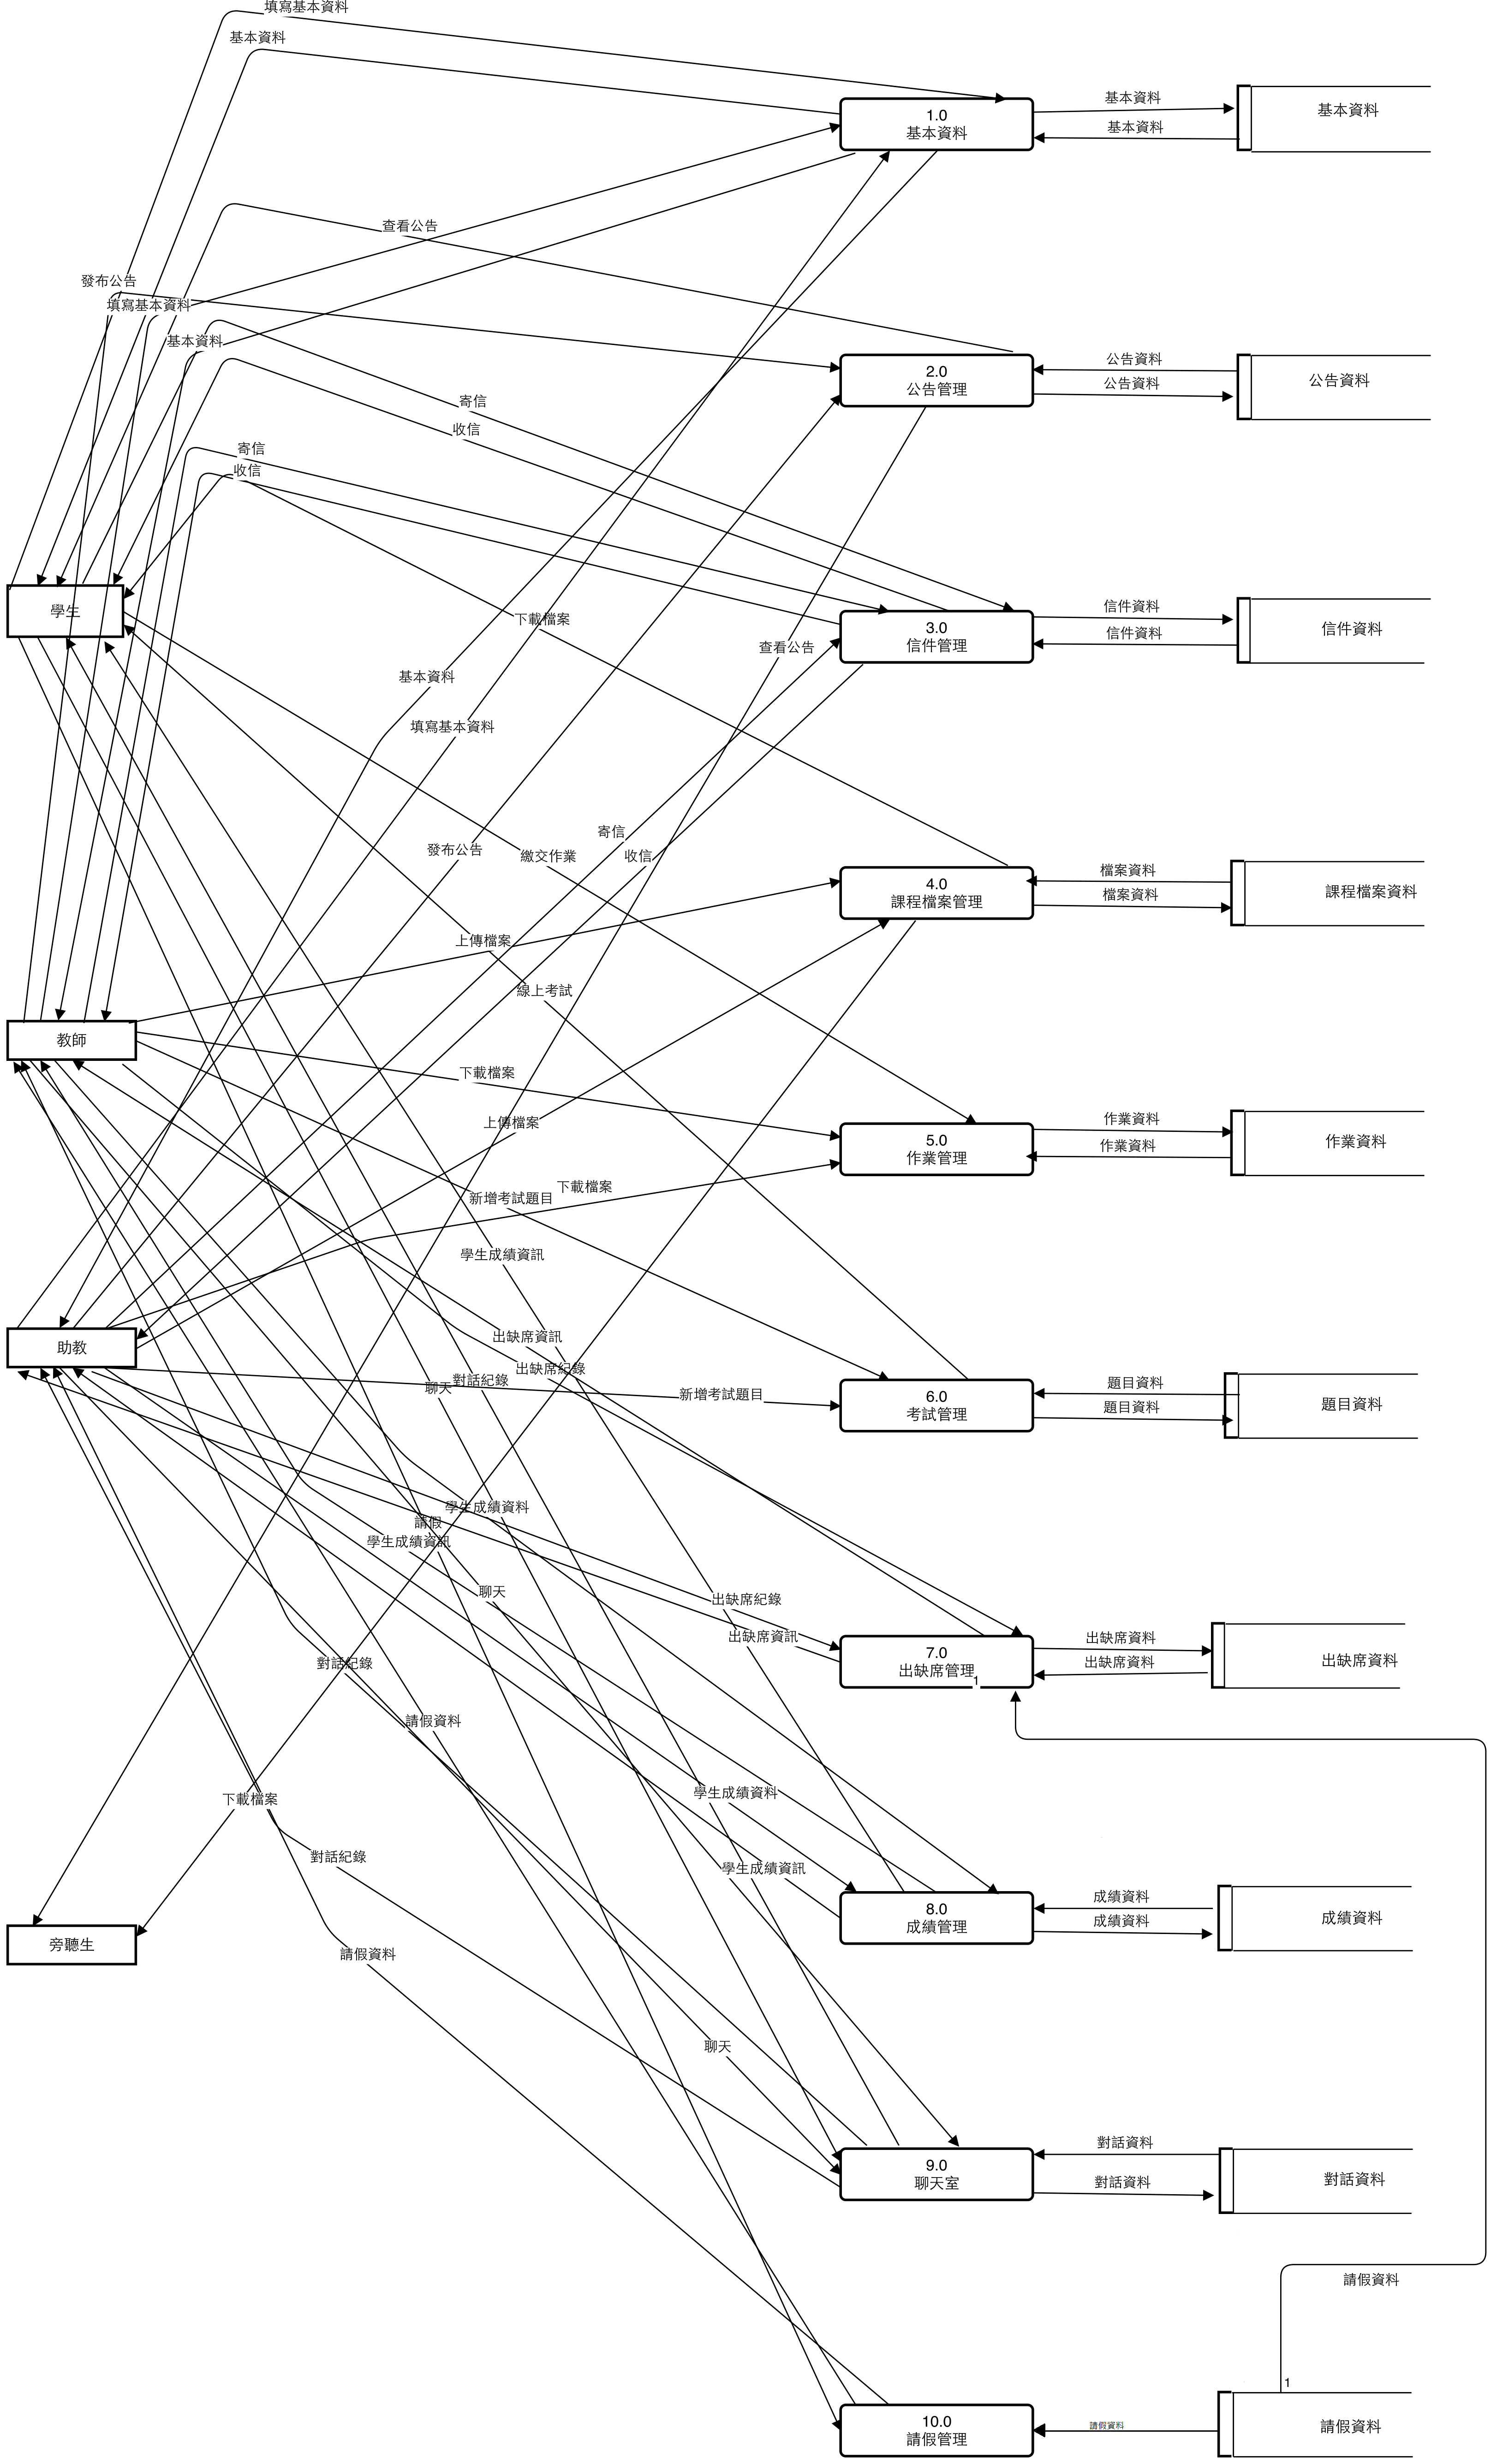 填寫基本資料
基本資料
基本資料
1.0
基本資料
基本資料
基本資料
查看公告
發布公告
填寫基本資料
基本資料
公告資料
2.0
公告管理
公告資料
公告資料
寄信
收信
寄信
收信
信件資料
學生
下載檔案
3.0
信件管理
信件資料
信件資料
查看公告
基本資料
填寫基本資料
寄信
發布公告
繳交作業
收信
檔案資料
4.0
課程檔案管理
檔案資料
課程檔案資料
上傳檔案
線上考試
教師
下載檔案
上傳檔案
作業資料
5.0
作業管理
作業資料
作業資料
下載檔案
新增考試題目
學生成績資訊
出缺席資訊
助教
出缺席紀錄
對話紀錄
聊天
新增考試題目
題目資料
6.0
考試管理
題目資料
題目資料
學生成績資料
請假
學生成績資訊
聊天
出缺席紀錄
出缺席資訊
出缺席資料
7.0
出缺席管理
1
出缺席資料
出缺席資料
對話紀錄
請假資料
學生成績資料
下載檔案
對話紀錄
學生成績資訊
成績資料
8.0
成績管理
成績資料
成績資料
旁聽生
請假資料
聊天
對話資料
9.0
聊天室
對話資料
對話資料
請假資料
1
10.0
請假管理
請假資料
請假資料